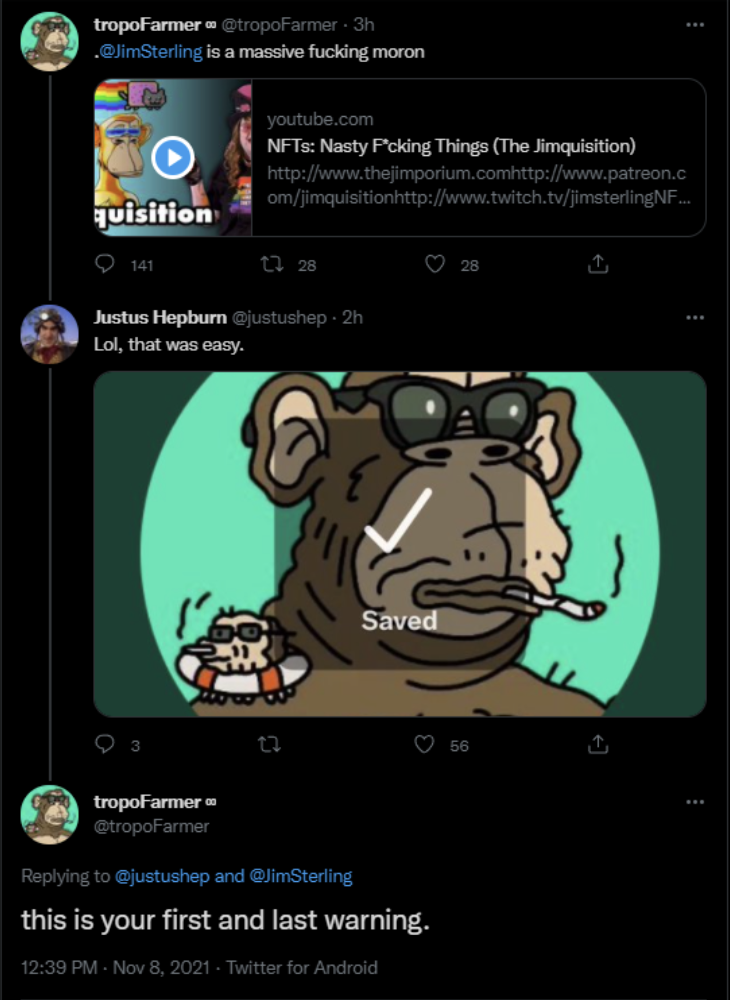 tropoFarmer ∞ @tropoFarmer · 3h
.@JimSterling is a massive fucking moron
quisition
youtube.com
NFTs: Nasty F*cking Things (The Jimquisition)
http://www.thejimporium.comhttp://www.patreon.c
om/jimquisitionhttp://www.twitch.tv/jimsterlingNF...
141 28 28
Justus Hepburn @justushep · 2h
Lol, that was easy.
Saved
3 56
tropoFarmer ∞
@tropoFarmer
Replying to @justushep and @JimSterling
this is your first and last warning.
12:39 PM · Nov 8, 2021 · Twitter for Android